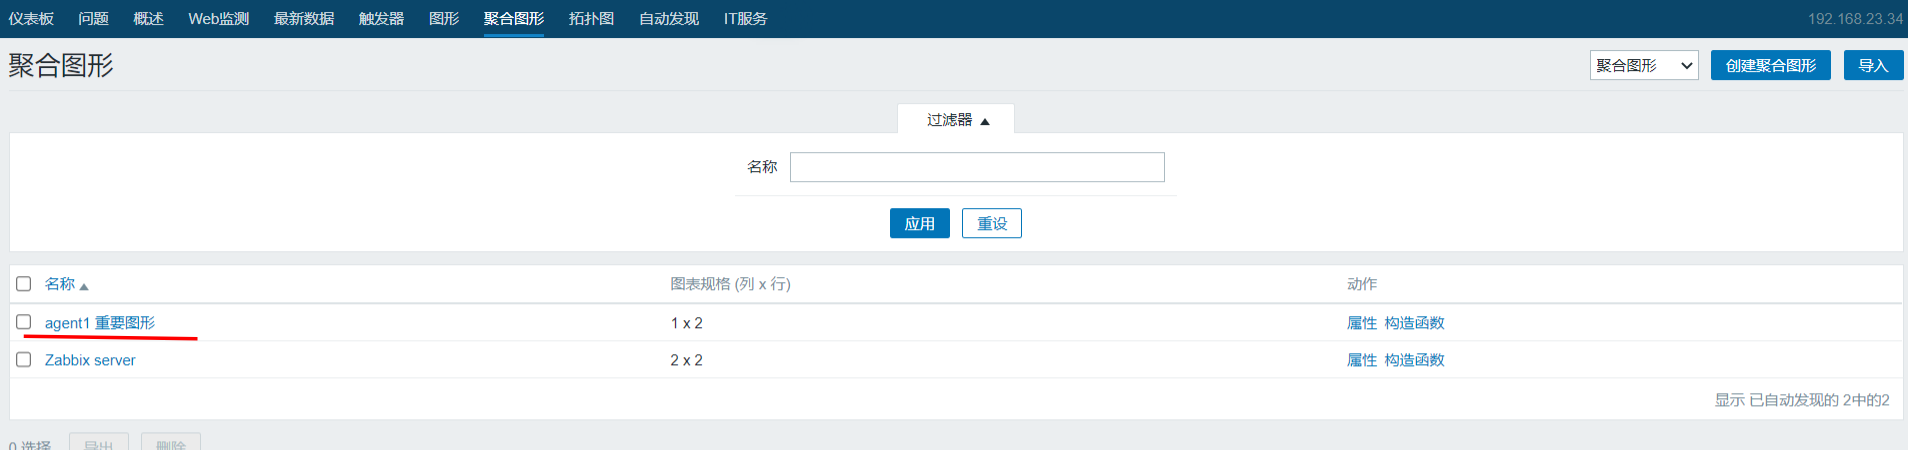 仪表板 问题 概述 Web监测 最新数据 触发器 图形 聚合图形 拓扑图 自动发现 IT服务 192.168.23.34
聚合图形 聚合图形 创建聚合图形 导入
过滤器
名称
应用 重设
名称 图表规格 (列 x 行) 动作
agent1 重要图形 1 x 2 属性 构造函数
Zabbix server 2 x 2 属性 构造函数
显示 已自动发现的 2中的2
0 选择 导出 删除